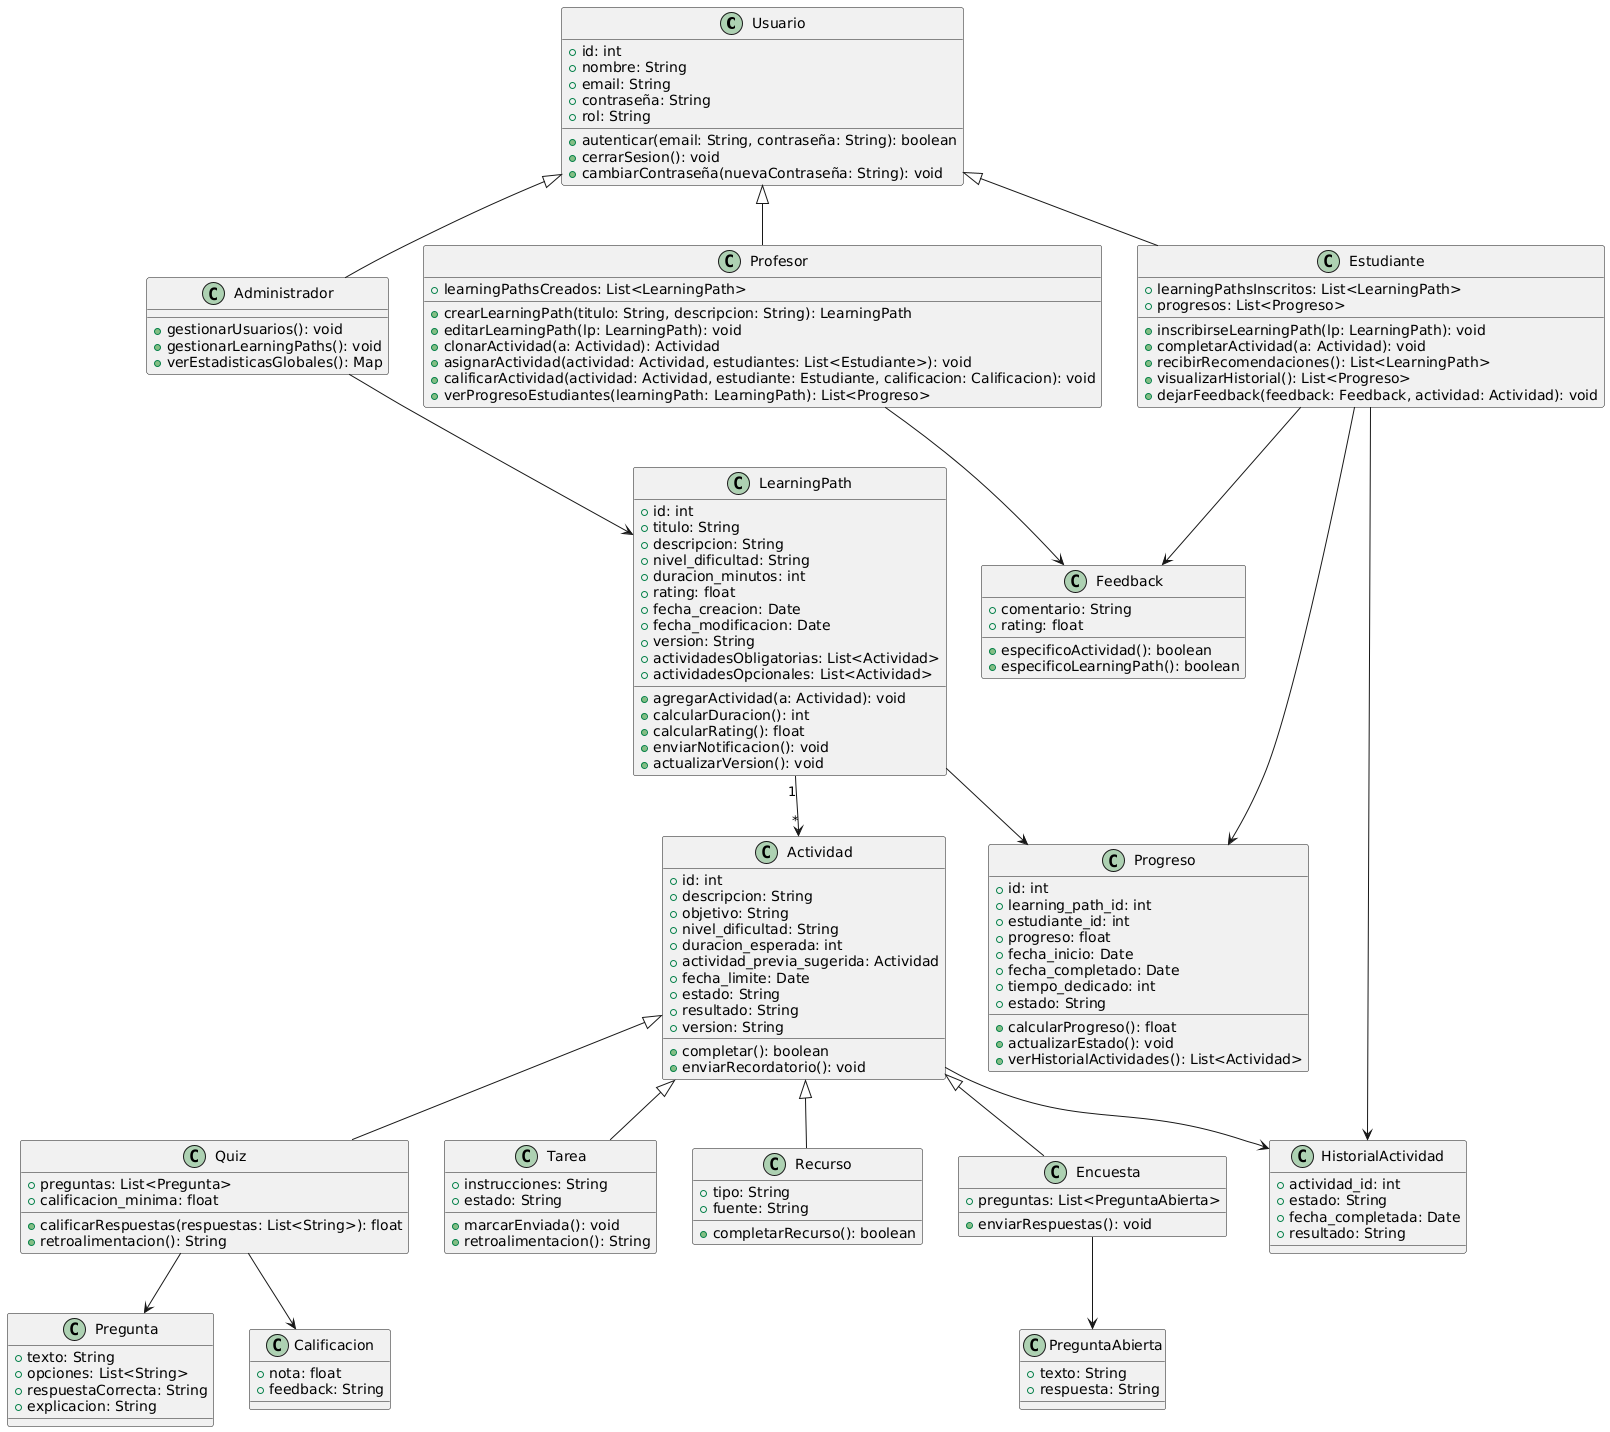 C Usuario
id: int
nombre: String
email: String
contraseña: String
rol: String
autenticar(email: String, contraseña: String): boolean
cerrarSesion(): void
cambiarContraseña(nuevaContraseña: String): void
C Administrador
gestionarUsuarios(): void
gestionarLearningPaths(): void
verEstadisticasGlobales(): Map
C Profesor
learningPathsCreados: List<LearningPath>
crearLearningPath(titulo: String, descripcion: String): LearningPath
editarLearningPath(lp: LearningPath): void
clonarActividad(a: Actividad): Actividad
asignarActividad(actividad: Actividad, estudiantes: List<Estudiante>): void
calificarActividad(actividad: Actividad, estudiante: Estudiante, calificacion: Calificacion): void
verProgresoEstudiantes(learningPath: LearningPath): List<Progreso>
C Estudiante
learningPathsInscritos: List<LearningPath>
progresos: List<Progreso>
inscribirseLearningPath(lp: LearningPath): void
completarActividad(a: Actividad): void
recibirRecomendaciones(): List<LearningPath>
visualizarHistorial(): List<Progreso>
dejarFeedback(feedback: Feedback, actividad: Actividad): void
C LearningPath
id: int
titulo: String
descripcion: String
nivel_dificultad: String
duracion_minutos: int
rating: float
fecha_creacion: Date
fecha_modificacion: Date
version: String
actividadesObligatorias: List<Actividad>
actividadesOpcionales: List<Actividad>
agregarActividad(a: Actividad): void
calcularDuracion(): int
calcularRating(): float
enviarNotificacion(): void
actualizarVersion(): void
C Feedback
comentario: String
rating: float
especificoActividad(): boolean
especificoLearningPath(): boolean
1
*
C Actividad
id: int
descripcion: String
objetivo: String
nivel_dificultad: String
duracion_esperada: int
actividad_previa_sugerida: Actividad
fecha_limite: Date
estado: String
resultado: String
version: String
completar(): boolean
enviarRecordatorio(): void
C Progreso
id: int
learning_path_id: int
estudiante_id: int
progreso: float
fecha_inicio: Date
fecha_completado: Date
tiempo_dedicado: int
estado: String
calcularProgreso(): float
actualizarEstado(): void
verHistorialActividades(): List<Actividad>
C Quiz
preguntas: List<Pregunta>
calificacion_minima: float
calificarRespuestas(respuestas: List<String>): float
retroalimentacion(): String
C Tarea
instrucciones: String
estado: String
marcarEnviada(): void
retroalimentacion(): String
C Recurso
tipo: String
fuente: String
completarRecurso(): boolean
C Encuesta
preguntas: List<PreguntaAbierta>
enviarRespuestas(): void
C HistorialActividad
actividad_id: int
estado: String
fecha_completada: Date
resultado: String
C Pregunta
texto: String
opciones: List<String>
respuestaCorrecta: String
explicacion: String
C Calificacion
nota: float
feedback: String
C PreguntaAbierta
texto: String
respuesta: String